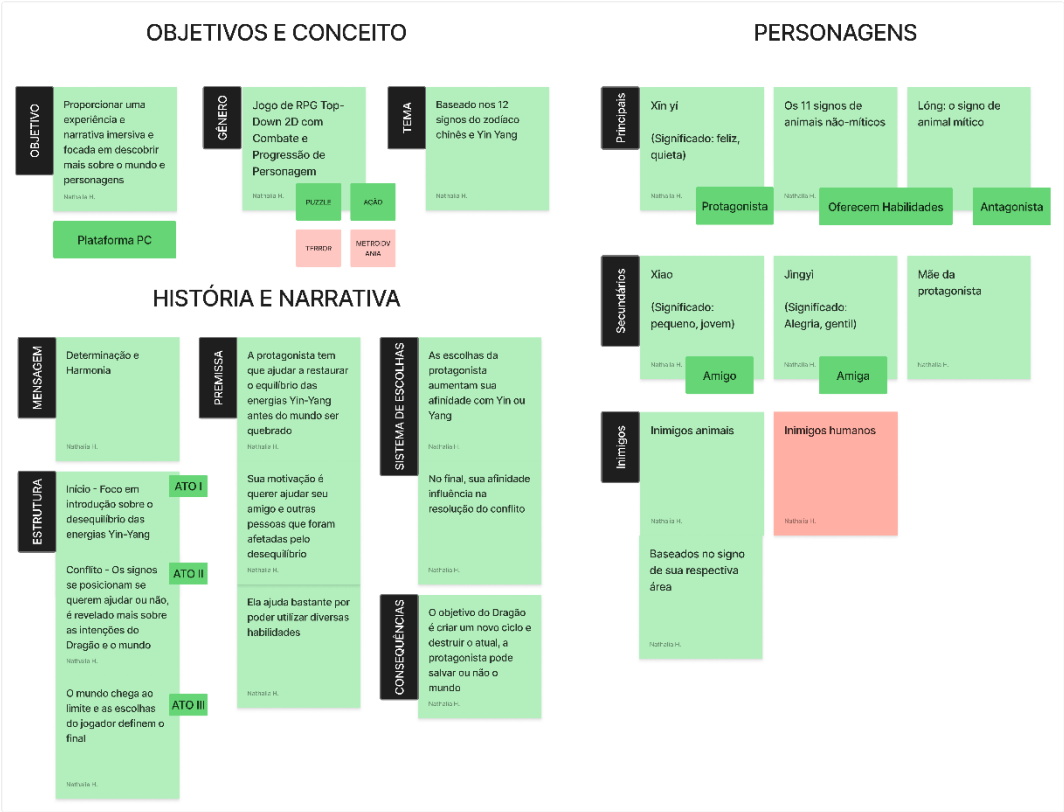 OBJETIVOS E CONCEITO
OBJETIVO
Proporcionar uma
experiência e
narrativa imersiva e
focada em descobrir
mais sobre o mundo e
personagens
Nathalia H.
Plataforma PC
GÊNERO
Jogo de RPG Top-
Down 2D com
Combate e
Progressão de
Personagem
Nathalia H.
PUZZLE
AÇÃO
TERROR
METROIDV
ANIA
TEMA
Baseado nos 12
signos do zodíaco
chinês e Yin Yang
Nathalia H.
HISTÓRIA E NARRATIVA
MENSAGEM
Determinação e
Harmonia
Nathalia H.
ESTRUTURA
Início - Foco em
introdução sobre o
desequilíbrio das
energias Yin-Yang
ATO I
Conflito - Os signos
se posicionam se
querem ajudar ou não,
é revelado mais sobre
as intenções do
Dragão e o mundo
Nathalia H.
ATO II
O mundo chega ao
limite e as escolhas
do jogador definem o
final
Nathalia H.
ATO III
PREMISSA
A protagonista tem
que ajudar a restaurar
o equilíbrio das
energias Yin-Yang
antes do mundo ser
quebrado
Nathalia H.
Sua motivação é
querer ajudar seu
amigo e outras
pessoas que foram
afetadas pelo
desequilíbrio
Nathalia H.
Ela ajuda bastante por
poder utilizar diversas
habilidades
Nathalia H.
SISTEMA DE ESCOLHAS
As escolhas da
protagonista
aumentam sua
afinidade com Yin ou
Yang
Nathalia H.
No final, sua afinidade
influência na
resolução do conflito
Nathalia H.
CONSEQUÊNCIAS
O objetivo do Dragão
é criar um novo ciclo e
destruir o atual, a
protagonista pode
salvar ou não o
mundo
Nathalia H.
PERSONAGENS
Principais
Xīn yí
(Significado: feliz,
quieta)
Nathalia H.
Protagonista
Os 11 signos de
animais não-míticos
Nathalia H.
Oferecem Habilidades
Lóng: o signo de
animal mítico
Nathalia H.
Antagonista
Secundários
Xiao
(Significado:
pequeno, jovem)
Nathalia H.
Amigo
Jingyi
(Significado:
Alegria, gentil)
Nathalia H.
Amiga
Mãe da
protagonista
Nathalia H.
Inimigos
Inimigos animais
Nathalia H.
Inimigos humanos
Nathalia H.
Baseados no signo
de sua respectiva
área
Nathalia H.